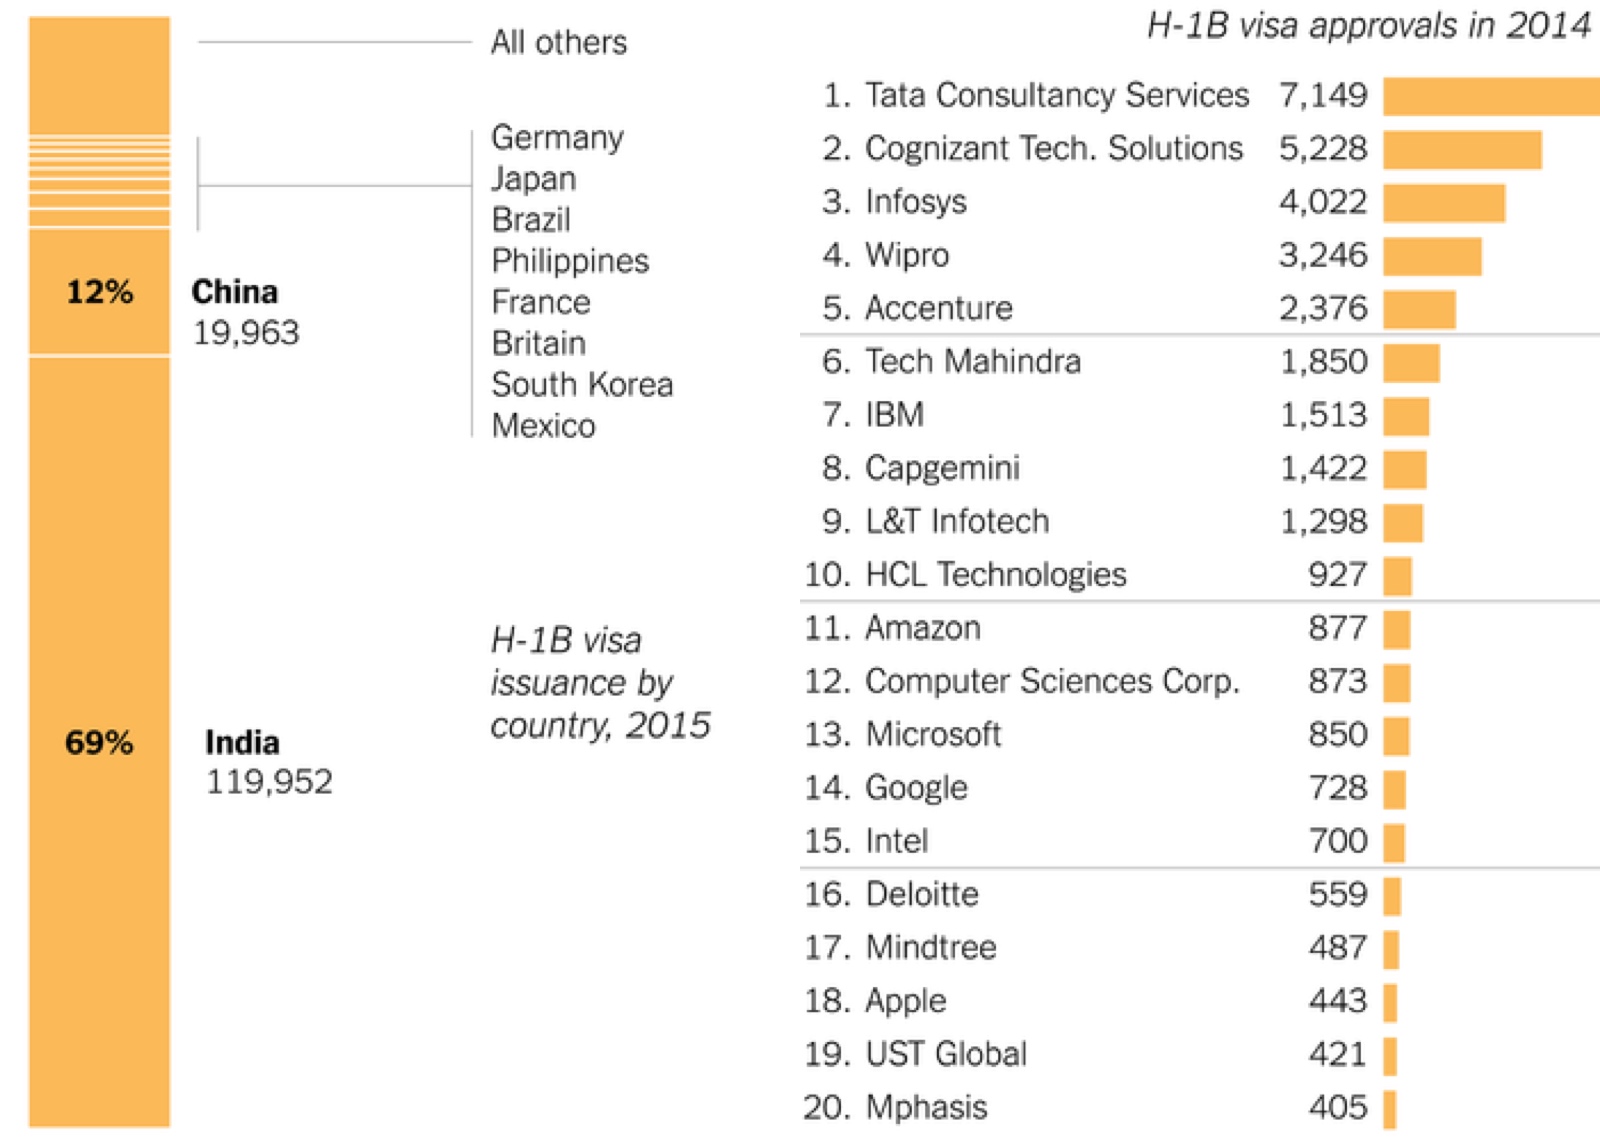 All others
Germany
Japan
Brazil
Philippines
France
Britain
South Korea
Mexico
12% China
19,963
69% India
119,952
H-1B visa
issuance by
country, 2015
H-1B visa approvals in 2014
1. Tata Consultancy Services 7,149
2. Cognizant Tech. Solutions 5,228
3. Infosys 4,022
4. Wipro 3,246
5. Accenture 2,376
6. Tech Mahindra 1,850
7. IBM 1,513
8. Capgemini 1,422
9. L&T Infotech 1,298
10. HCL Technologies 927
11. Amazon 877
12. Computer Sciences Corp. 873
13. Microsoft 850
14. Google 728
15. Intel 700
16. Deloitte 559
17. Mindtree 487
18. Apple 443
19. UST Global 421
20. Mphasis 405